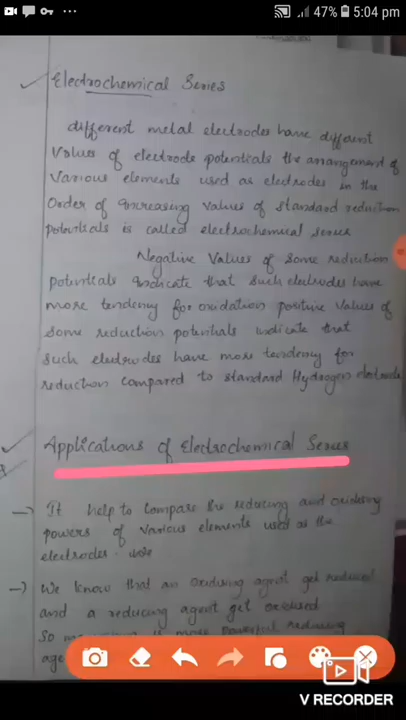 47% 5:04 pm
Electrochemical Series
different metal electrodes have diffaent
Values of electrode potentials the arrangement of
Various elements used as electrodes in the
Order of increasing values of standard reduction
potentials is called electrochemical series
Negative Values of some reduction
potentials indicate that such electrodes have
more tendency for oxidation positive Values of
some reduction potentials indicate that
such electrodes have more tendency for
reduction compared to standard Hydrogen electrode
Applications of Electrochemical Series
It help to compare the reducing and oxidising
powers of various elements used as the
electrodes.
We know that an oxidising agent get reduced
and a reducing agent get oxidised
So more powerful reducing
V RECORDER